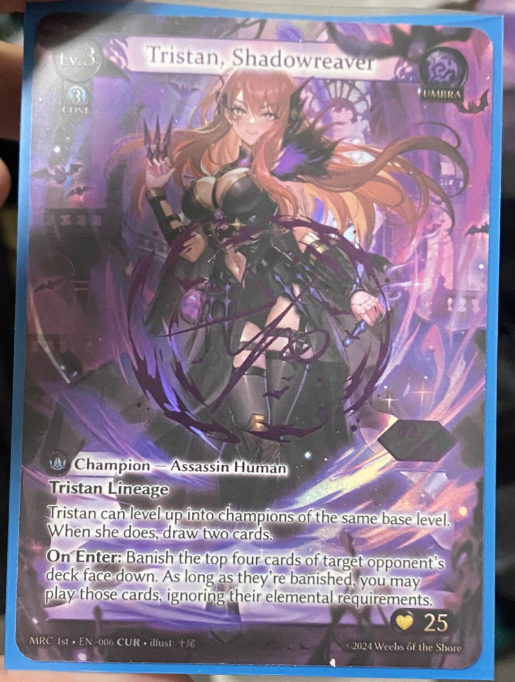 Lv.3
Tristan, Shadowreaver
3
COST
UMBRA
Champion — Assassin Human
Tristan Lineage
Tristan can level up into champions of the same base level.
When she does, draw two cards.
On Enter: Banish the top four cards of target opponent's
deck face down. As long as they're banished, you may
play those cards, ignoring their elemental requirements.
25
MRC 1st • EN-006 CUR • illust: 十尾
©2024 Weebs of the Shore